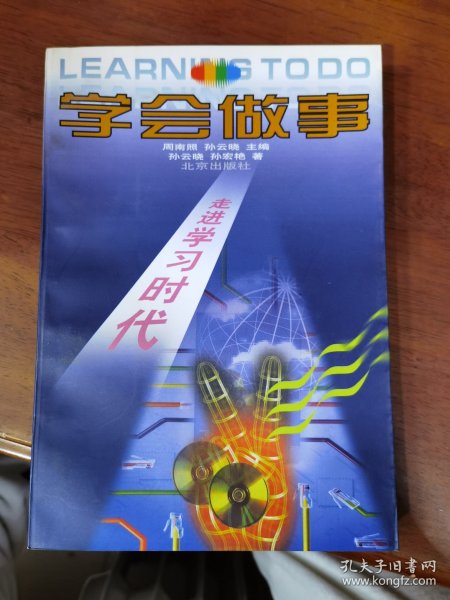 LEARNING TO DO
学会做事
周南照 孙云晓 主编
孙云晓 孙宏艳 著
北京出版社
走进学习时代
孔夫子旧书网
www.kongfz.com